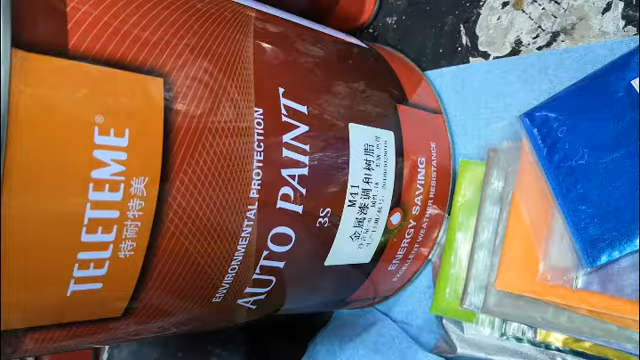 TELETEME®
特耐特美
ENVIRONMENTAL PROTECTION
AUTO PAINT
3S
M41
金属漆调和树脂
ENERGY SAVING
EXCELLENT WEATHER RESISTANCE